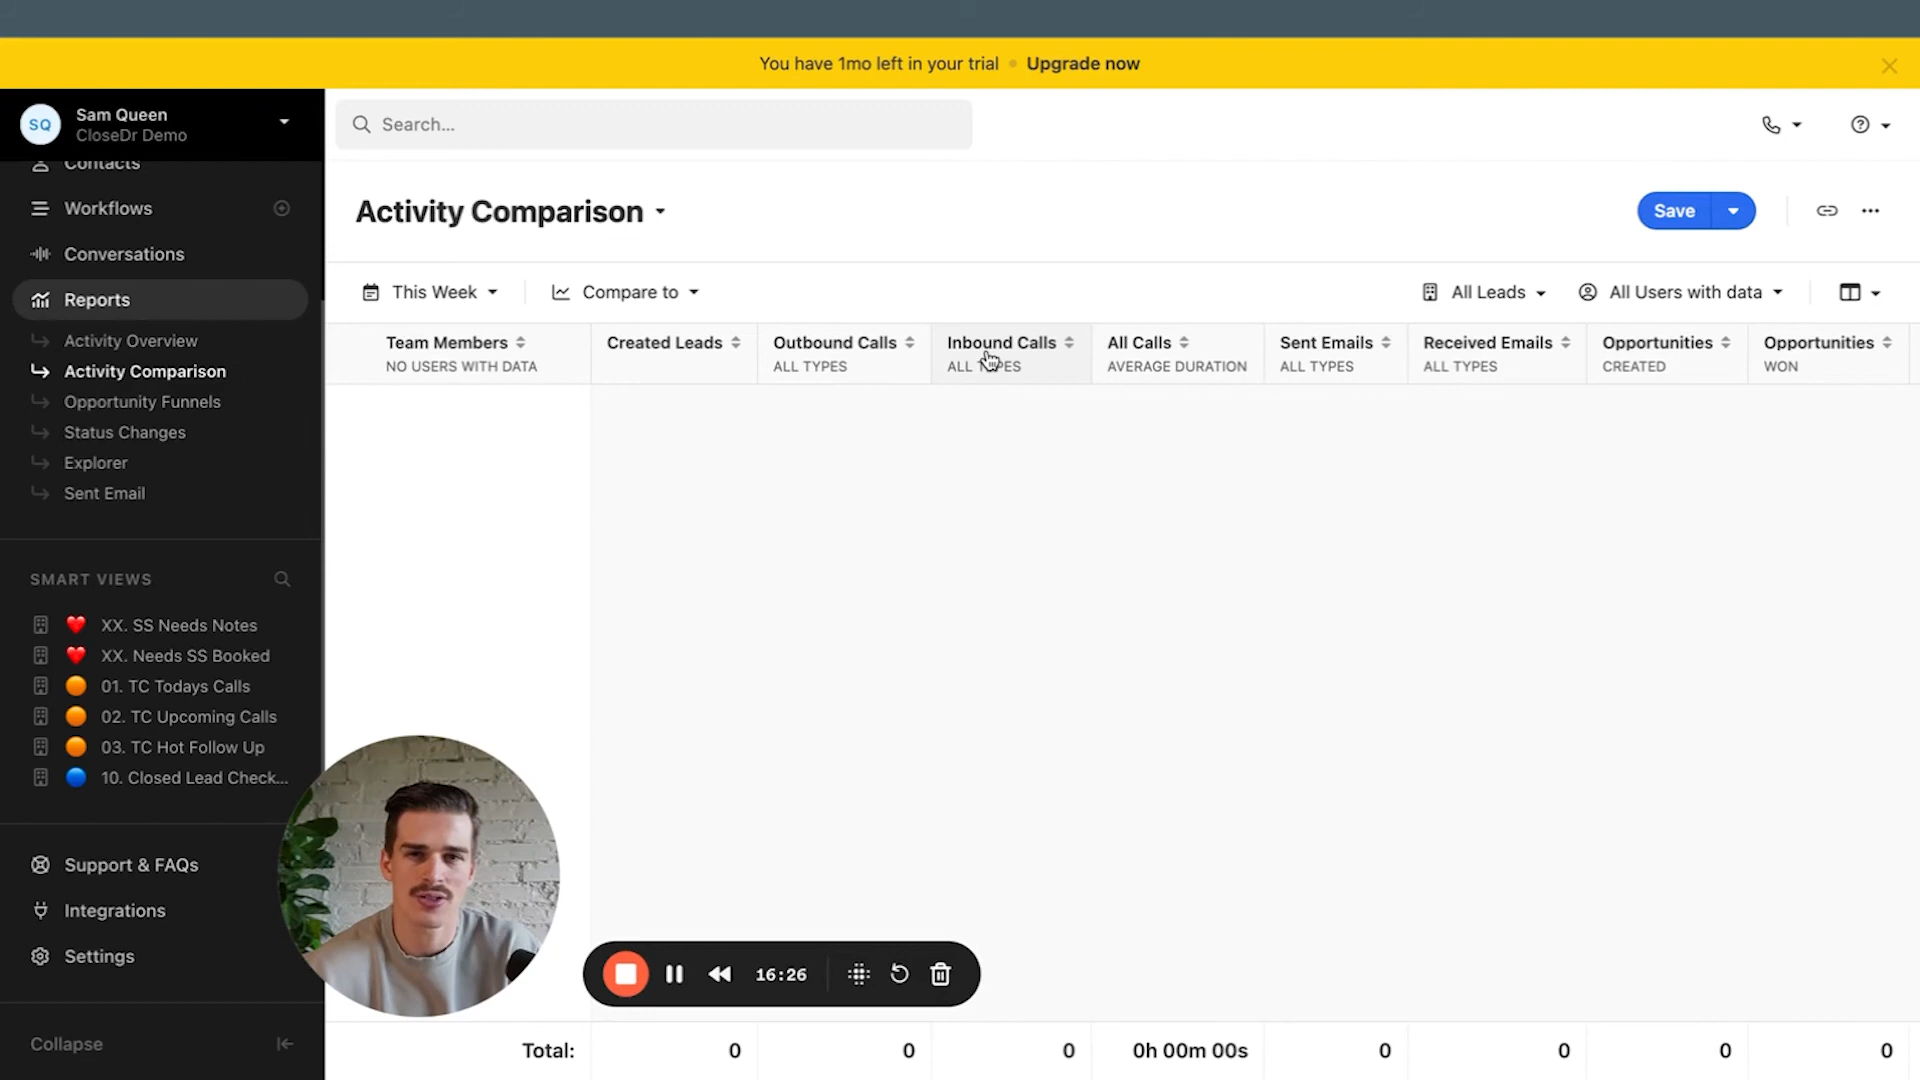 You have 1mo left in your trial • Upgrade now
SQ
Sam Queen
CloseDr Demo
Search...
Contacts
Workflows
Conversations
Reports
Activity Overview
Activity Comparison
Opportunity Funnels
Status Changes
Explorer
Sent Email
SMART VIEWS
XX. SS Needs Notes
XX. Needs SS Booked
01. TC Todays Calls
02. TC Upcoming Calls
03. TC Hot Follow Up
10. Closed Lead Check...
Support & FAQs
Integrations
Settings
Collapse
Activity Comparison
Save
This Week
Compare to
All Leads
All Users with data
Team Members
NO USERS WITH DATA
Created Leads
Outbound Calls
ALL TYPES
Inbound Calls
ALL TYPES
All Calls
AVERAGE DURATION
Sent Emails
ALL TYPES
Received Emails
ALL TYPES
Opportunities
CREATED
Opportunities
WON
16:26
Total: 0 0 0 0h 00m 00s 0 0 0 0